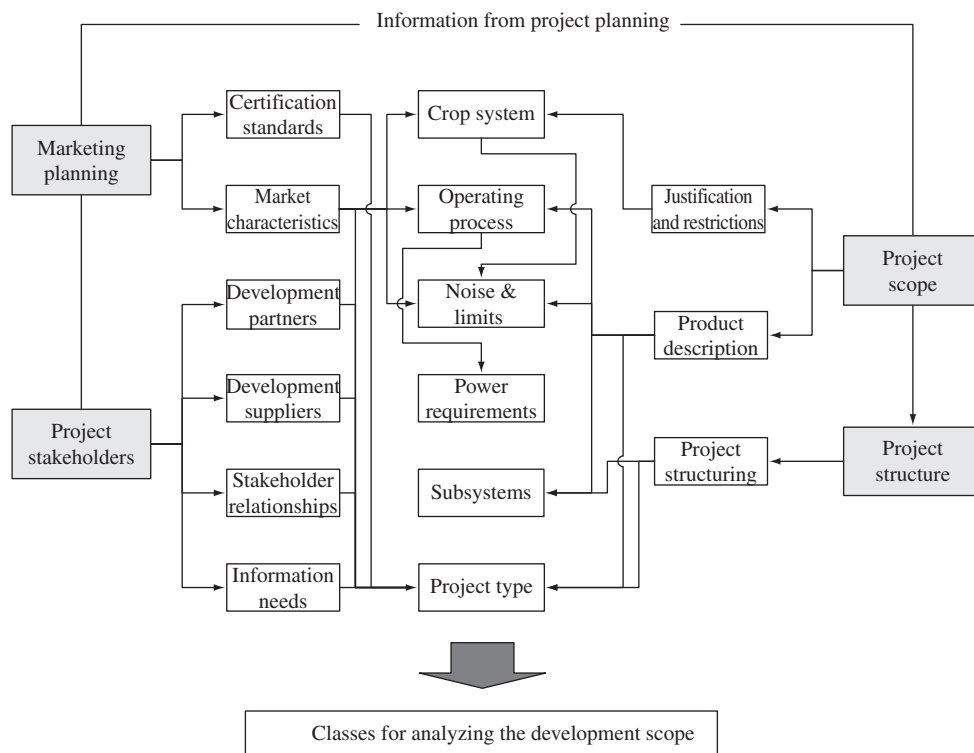 Information from project planning
Certification
standards
Crop system
Marketing
planning
Market
characteristics
Operating
process
Justification
and restrictions
Project
scope
Development
partners
Noise &
limits
Product
description
Development
suppliers
Power
requirements
Project
stakeholders
Project
structuring
Project
structure
Stakeholder
relationships
Subsystems
Information
needs
Project type
Classes for analyzing the development scope